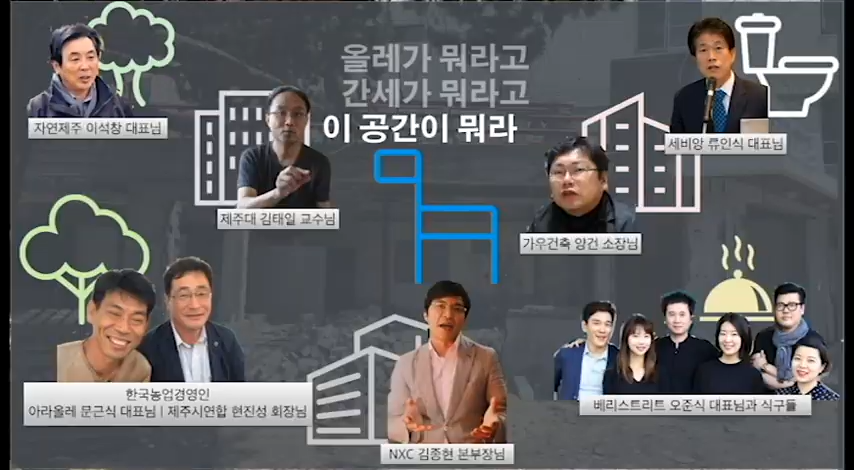 올레가 뭐라고
간세가 뭐라고
이 공간이 뭐라
자연제주 이석창 대표님
세비앙 류인식 대표님
제주대 김태일 교수님
가우건축 양건 소장님
한국농업경영인
아라올레 문근식 대표님 | 제주시연합 현진성 회장님
베리스트리트 오준식 대표님과 식구들
NXC 김종현 본부장님